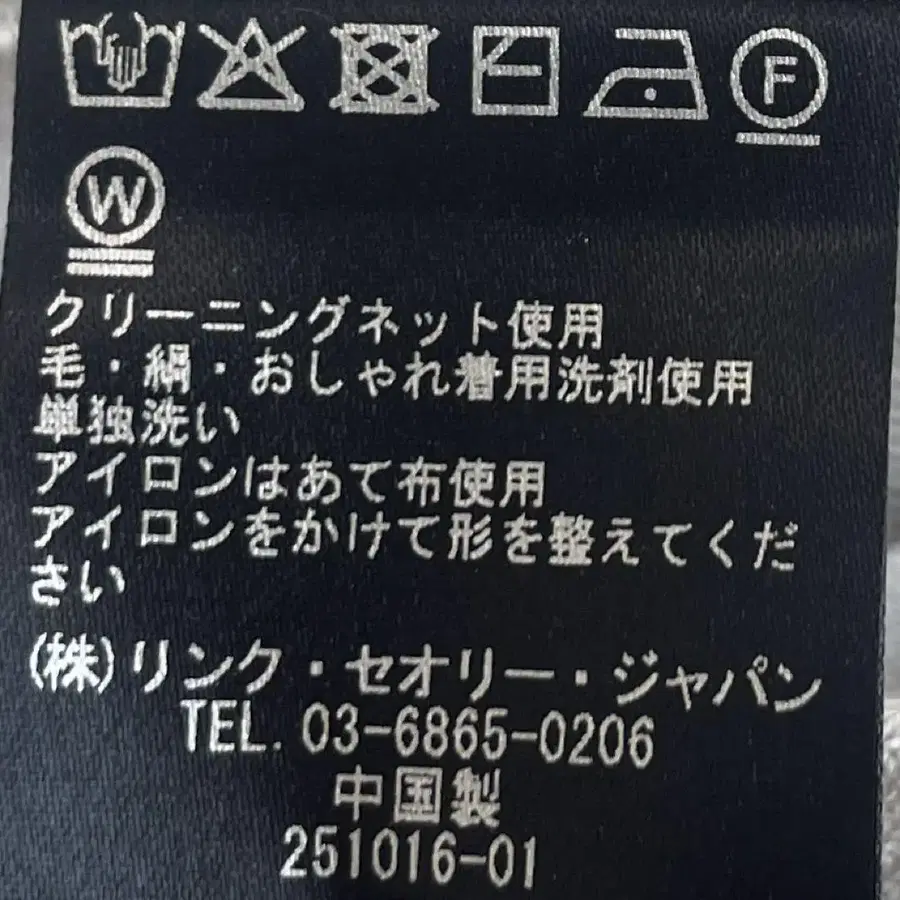 F
W
クリーニングネット使用
毛・絹・おしゃれ着用洗剤使用
単独洗い
アイロンはあて布使用
アイロンをかけて形を整えてくだ
さい
(株)リンク・セオリー・ジャパン
TEL. 03-6865-0206
中国製
251016-01